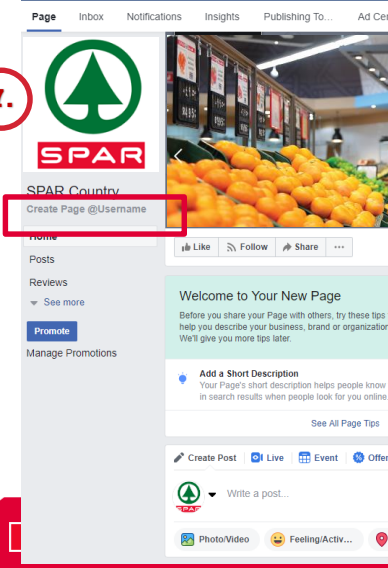 Page Inbox Notifications Insights Publishing To... Ad Cen
7.
SPAR
SPAR Country
Create Page @Username
Home
Posts
Reviews
See more
Promote
Manage Promotions
Like Follow Share ...
Welcome to Your New Page
Before you share your Page with others, try these tips
help you describe your business, brand or organization
We'll give you more tips later.
Add a Short Description
Your Page's short description helps people know
in search results when people look for you online.
See All Page Tips
Create Post Live Event Offer
SPAR
Write a post...
Photo/Video Feeling/Activ...